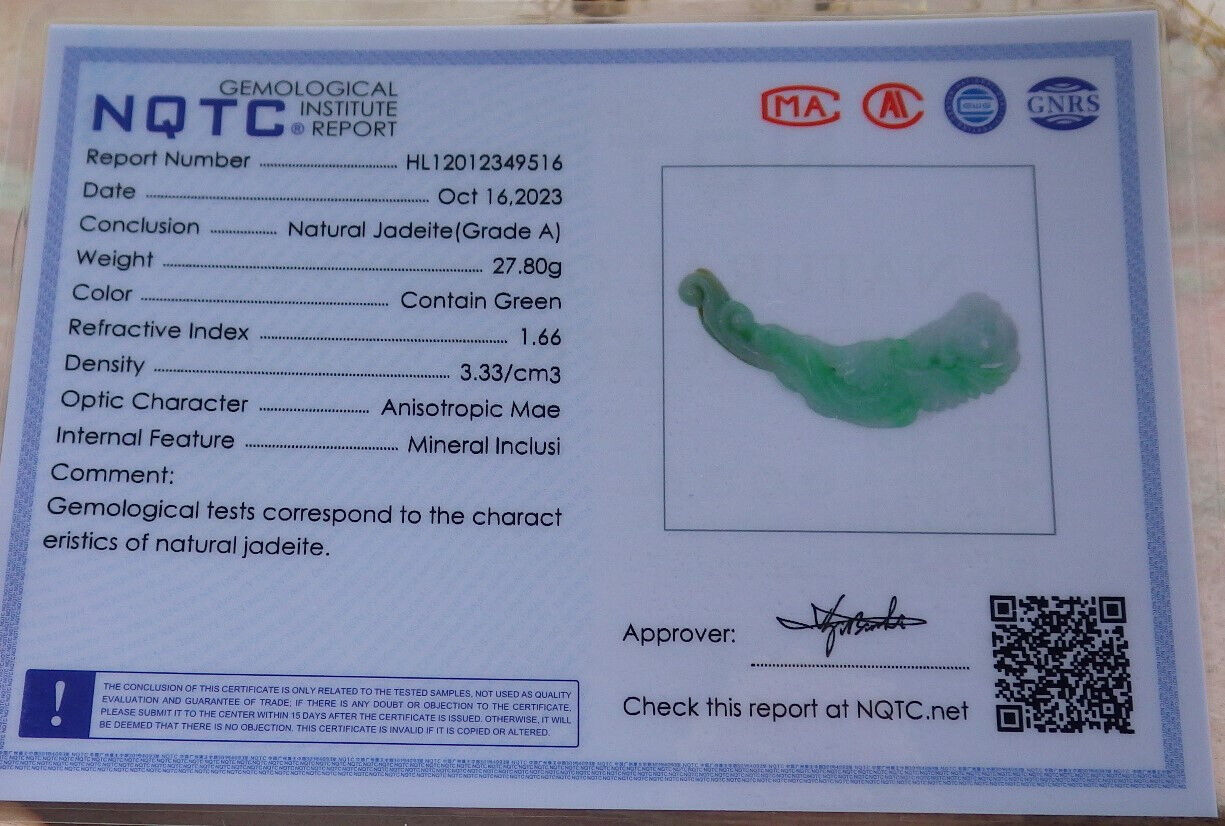 GEMOLOGICAL
NQTC® INSTITUTE
REPORT
MA
GNRS
Report Number HL12012349516
Date Oct 16,2023
Conclusion Natural Jadeite(Grade A)
Weight 27.80g
Color Contain Green
Refractive Index 1.66
Density 3.33/cm3
Optic Character Anisotropic Mae
Internal Feature Mineral Inclusi
Comment:
Gemological tests correspond to the charact
eristics of natural jadeite.
Approver:
Check this report at NQTC.net
!
THE CONCLUSION OF THIS CERTIFICATE IS ONLY RELATED TO THE TESTED SAMPLES, NOT USED AS QUALITY
EVALUATION AND GUARANTEE OF TRADE; IF THERE IS ANY DOUBT OR OBJECTION TO THE CERTIFICATE,
PLEASE SUBMIT IT TO THE CENTER WITHIN 15 DAYS AFTER THE CERTIFICATE IS ISSUED. OTHERWISE, IT WILL
BE DEEMED THAT THERE IS NO OBJECTION. THIS CERTIFICATE IS INVALID IF IT IS COPIED OR ALTERED.